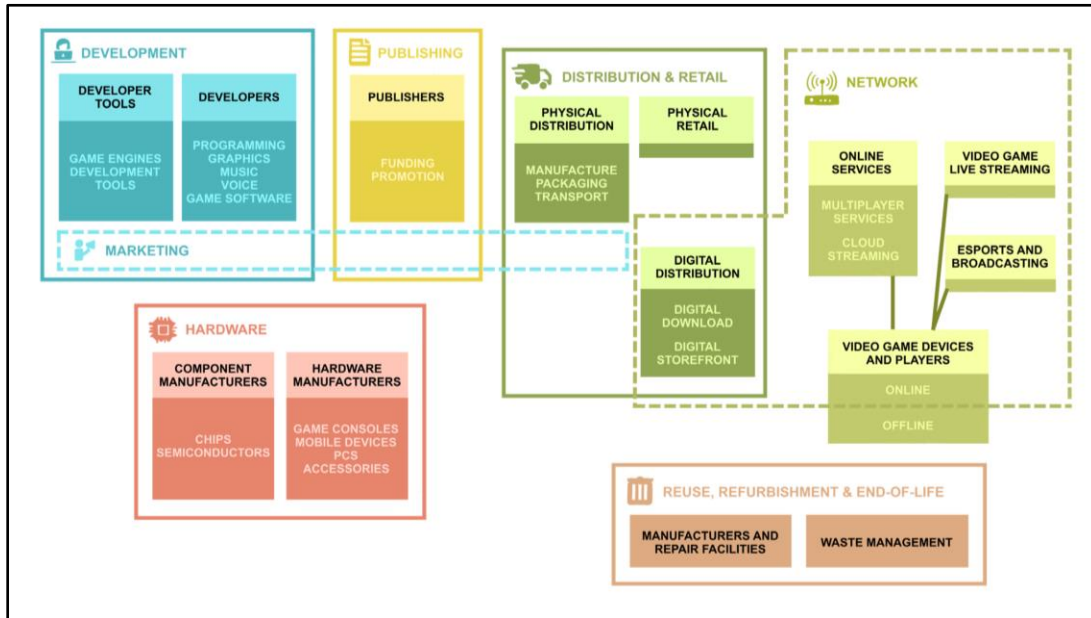 DEVELOPMENT
DEVELOPER
TOOLS
GAME ENGINES
DEVELOPMENT
TOOLS
DEVELOPERS
PROGRAMMING
GRAPHICS
MUSIC
VOICE
GAME SOFTWARE
MARKETING
PUBLISHING
PUBLISHERS
FUNDING
PROMOTION
DISTRIBUTION & RETAIL
PHYSICAL
DISTRIBUTION
MANUFACTURE
PACKAGING
TRANSPORT
PHYSICAL
RETAIL
DIGITAL
DISTRIBUTION
DIGITAL
DOWNLOAD
DIGITAL
STOREFRONT
NETWORK
ONLINE
SERVICES
MULTIPLAYER
SERVICES
CLOUD
STREAMING
VIDEO GAME
LIVE STREAMING
ESPORTS AND
BROADCASTING
VIDEO GAME DEVICES
AND PLAYERS
ONLINE
OFFLINE
HARDWARE
COMPONENT
MANUFACTURERS
CHIPS
SEMICONDUCTORS
HARDWARE
MANUFACTURERS
GAME CONSOLES
MOBILE DEVICES
PCS
ACCESSORIES
REUSE, REFURBISHMENT & END-OF-LIFE
MANUFACTURERS AND
REPAIR FACILITIES
WASTE MANAGEMENT